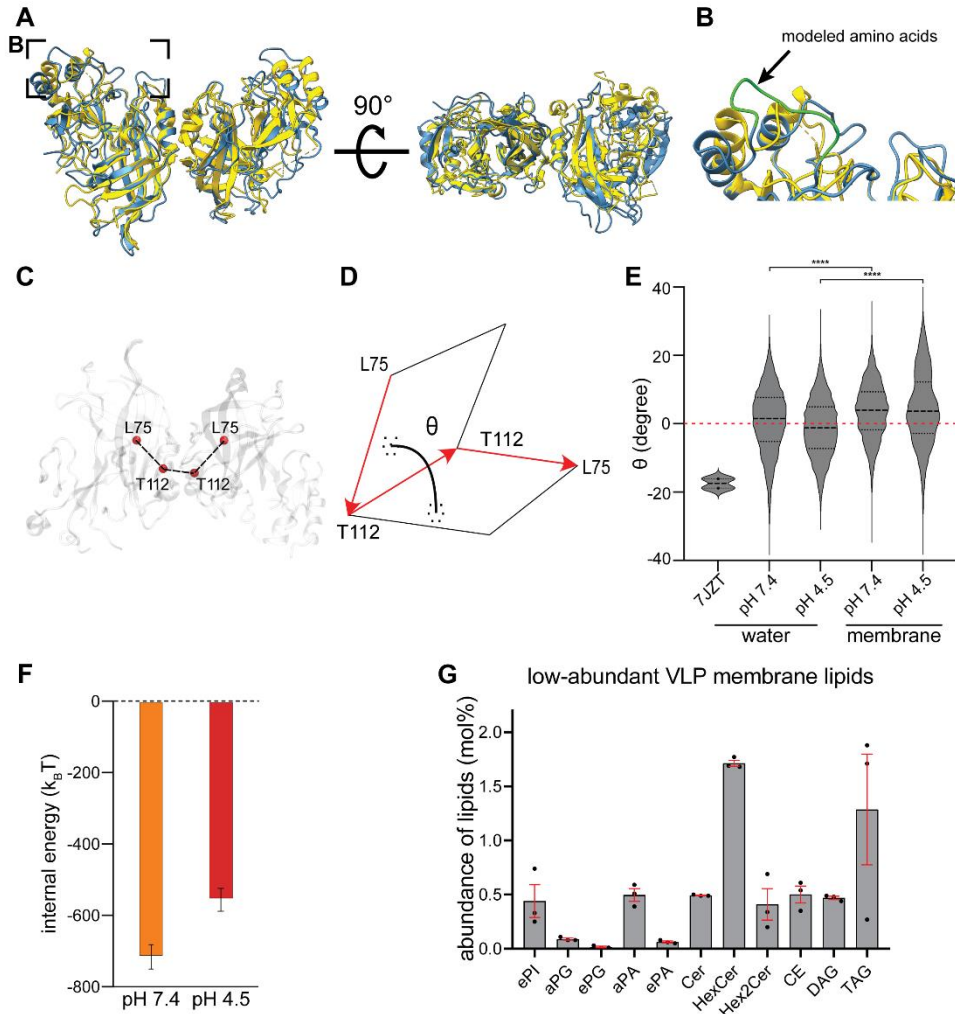 A
B
90°
B
modeled amino acids
C
L75
L75
T112
T112
D
L75
θ
T112
L75
T112
E
****
****
θ (degree)
40
20
0
-20
-40
7JZT
pH 7.4
pH 4.5
pH 7.4
pH 4.5
water
membrane
F
internal energy (kBT)
0
-200
-400
-600
-800
pH 7.4
pH 4.5
G
low-abundant VLP membrane lipids
abundance of lipids (mol%)
2.0
1.5
1.0
0.5
0.0
ePI
aPG
ePG
aPA
ePA
Cer
HexCer
Hex2Cer
CE
DAG
TAG